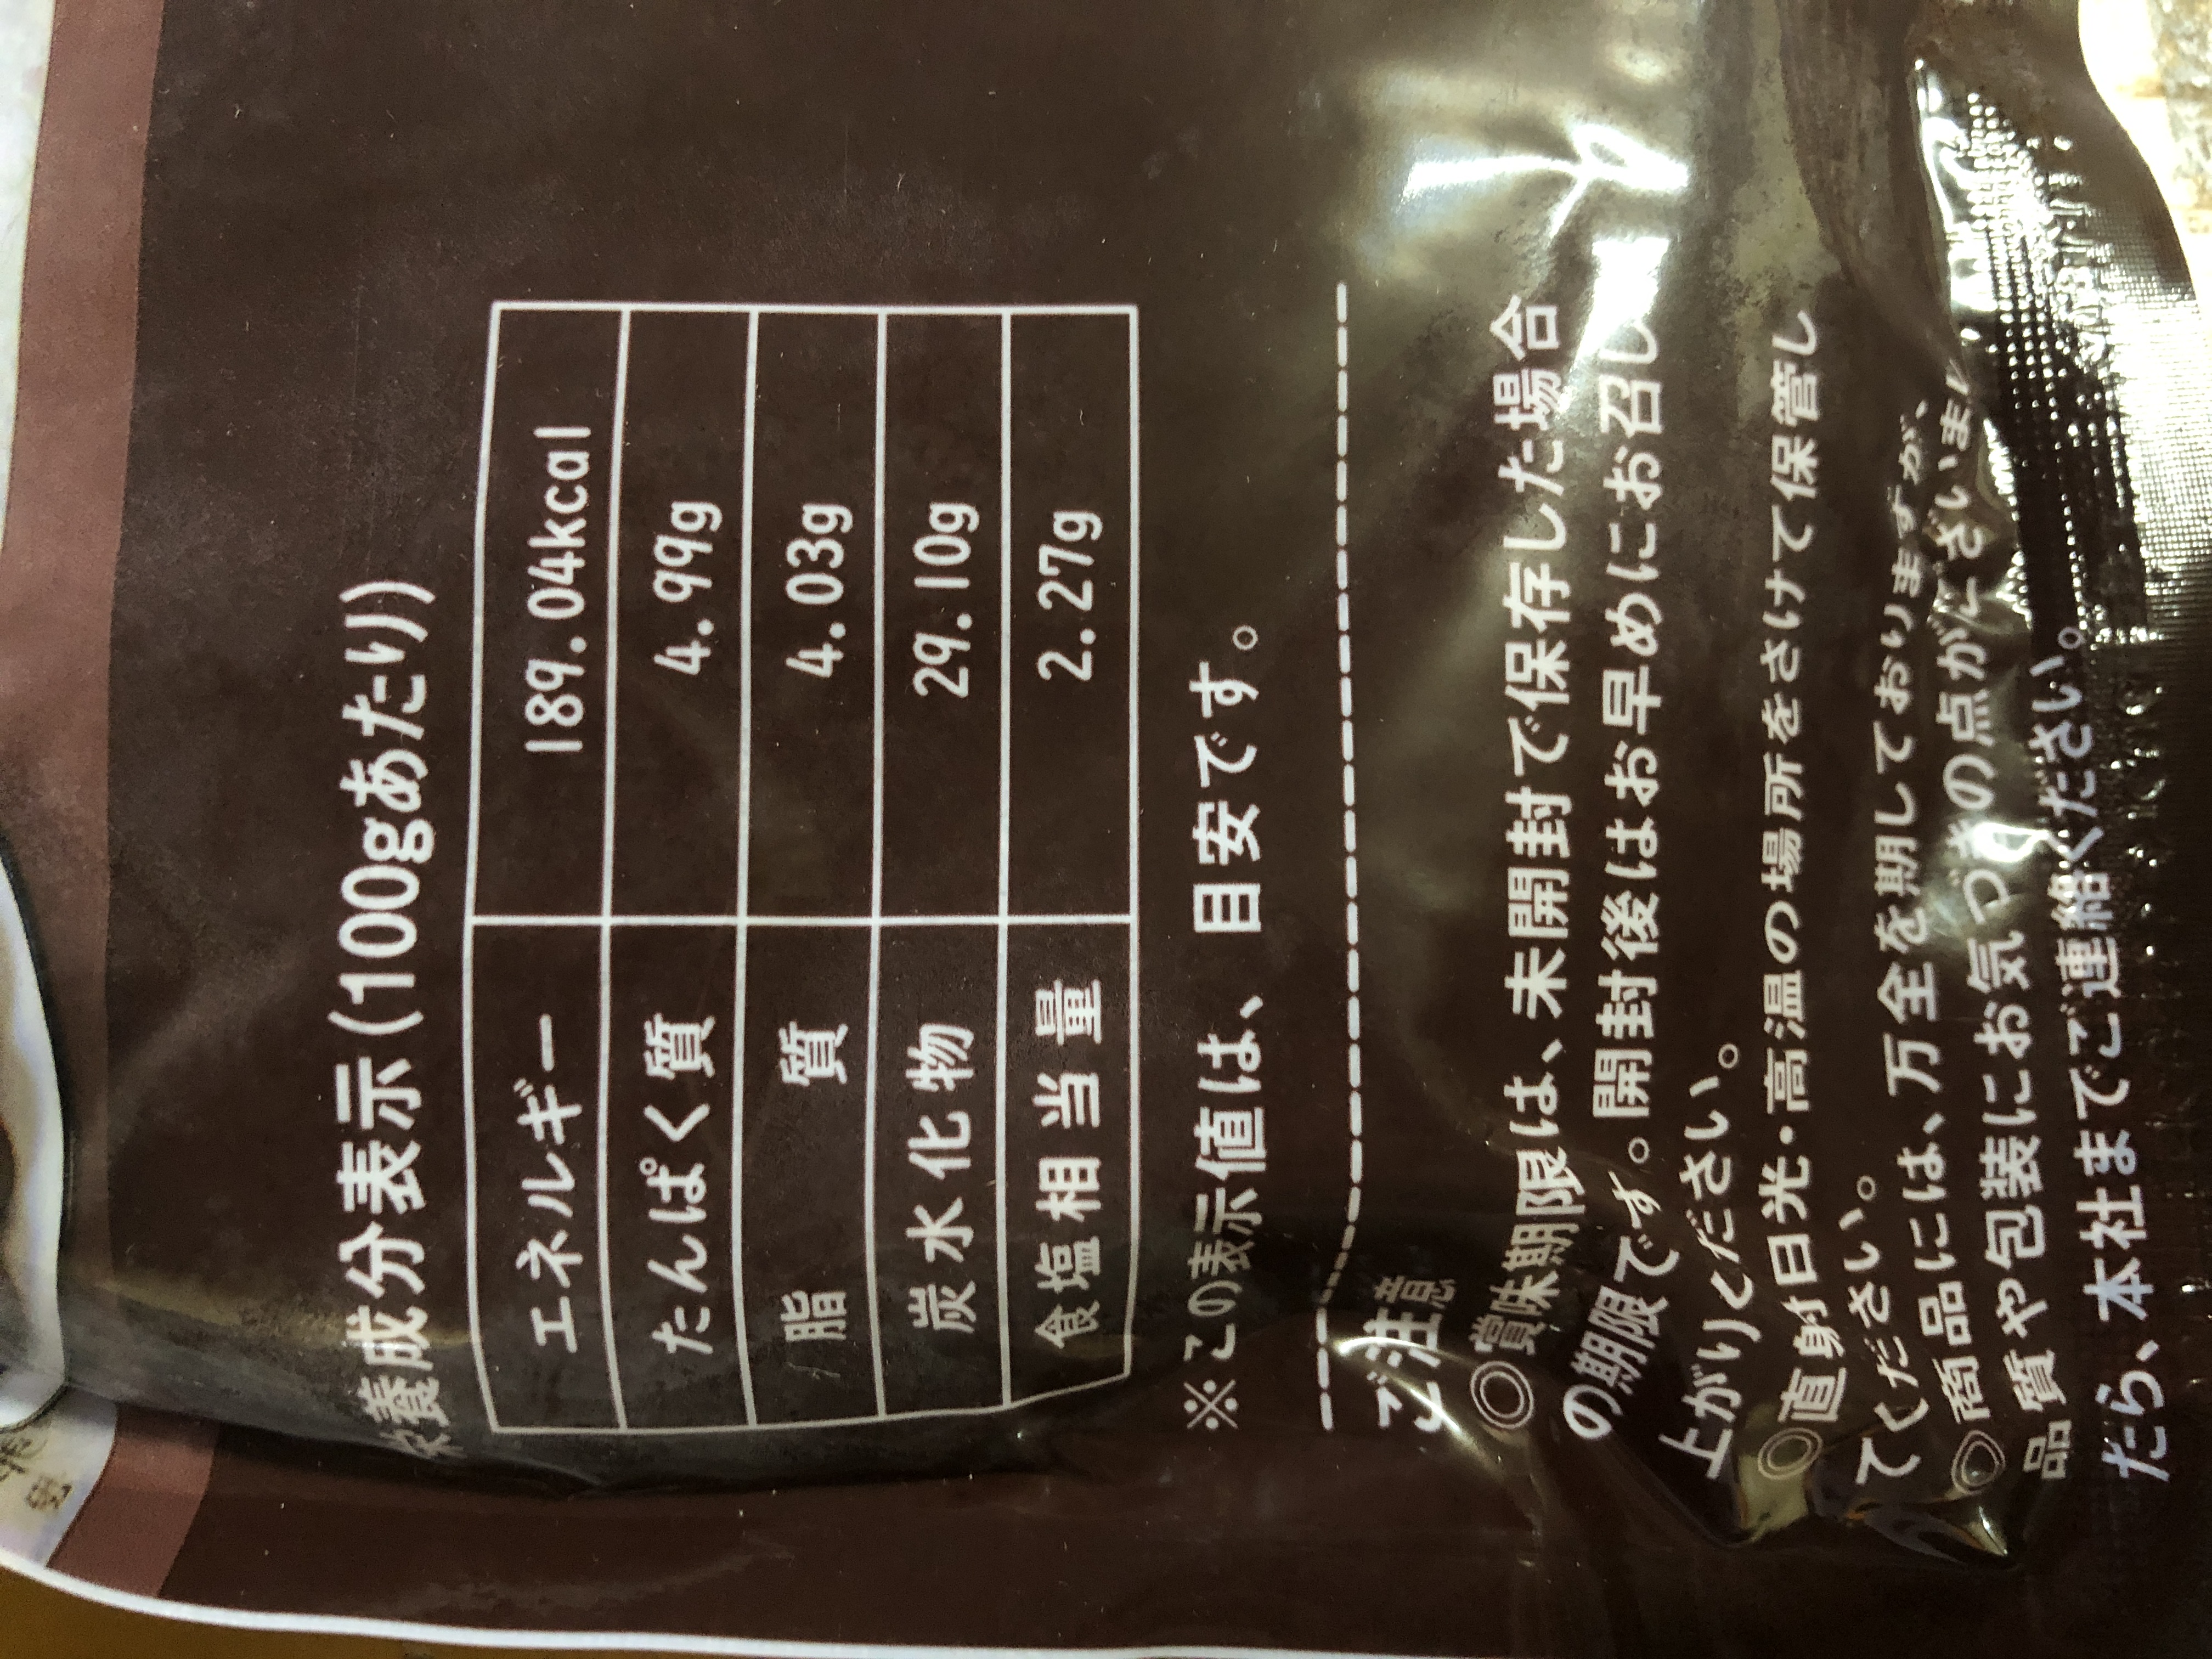 栄養成分表示(100gあたり)
エネルギー 189.04kcal
たんぱく質 4.99g
脂質 4.03g
炭水化物 29.10g
食塩相当量 2.27g
※この表示値は、目安です。
ご注意
◎賞味期限は、未開封で保存した場合
の期限です。開封後はお早めにお召し
上がりください。
◎直射日光・高温の場所をさけて保管し
てください。
◎商品には、万全を期しておりますが、
品質や包装にお気づきの点がございまし
たら、本社までご連絡ください。